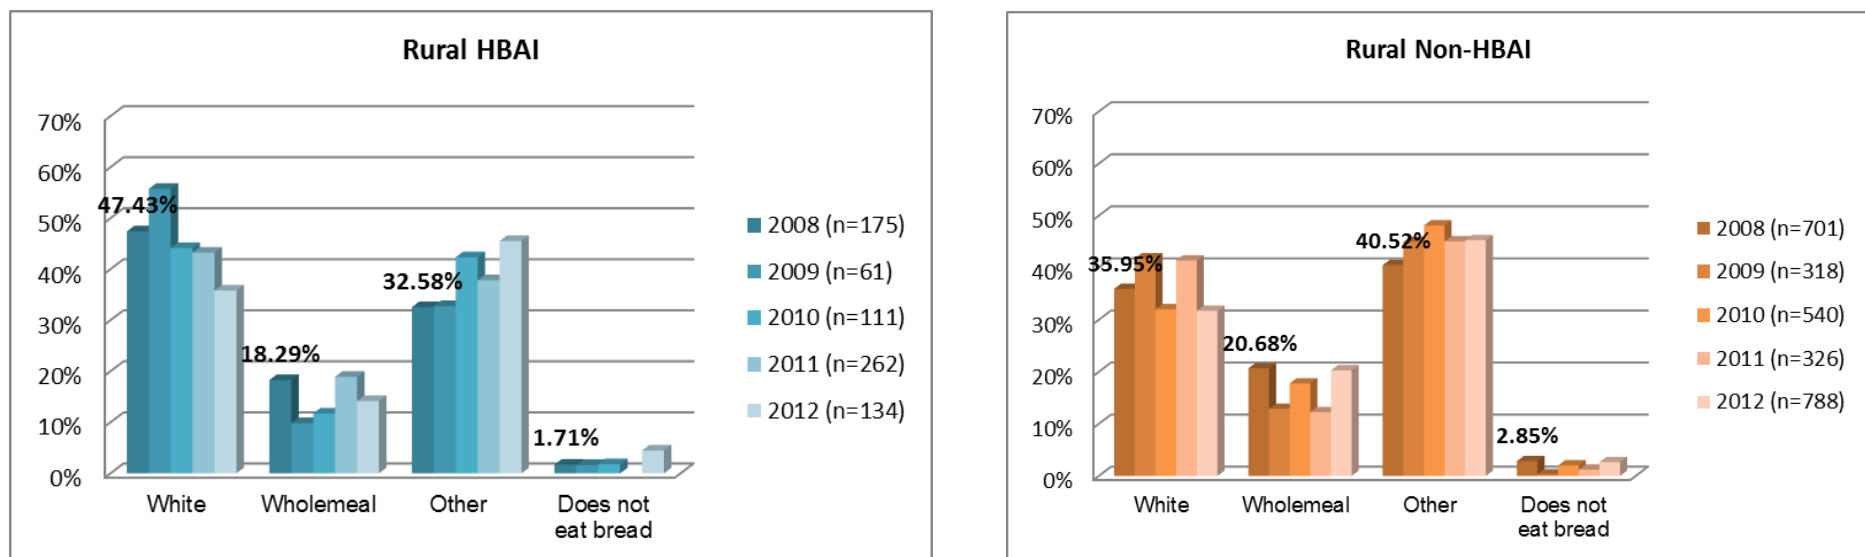 Rural HBAI
70%
60%
50%
40%
30%
20%
10%
0%
47.43%
18.29%
32.58%
1.71%
White
Wholemeal
Other
Does not
eat bread
2008 (n=175)
2009 (n=61)
2010 (n=111)
2011 (n=262)
2012 (n=134)
Rural Non-HBAI
70%
60%
50%
40%
30%
20%
10%
0%
35.95%
20.68%
40.52%
2.85%
White
Wholemeal
Other
Does not
eat bread
2008 (n=701)
2009 (n=318)
2010 (n=540)
2011 (n=326)
2012 (n=788)